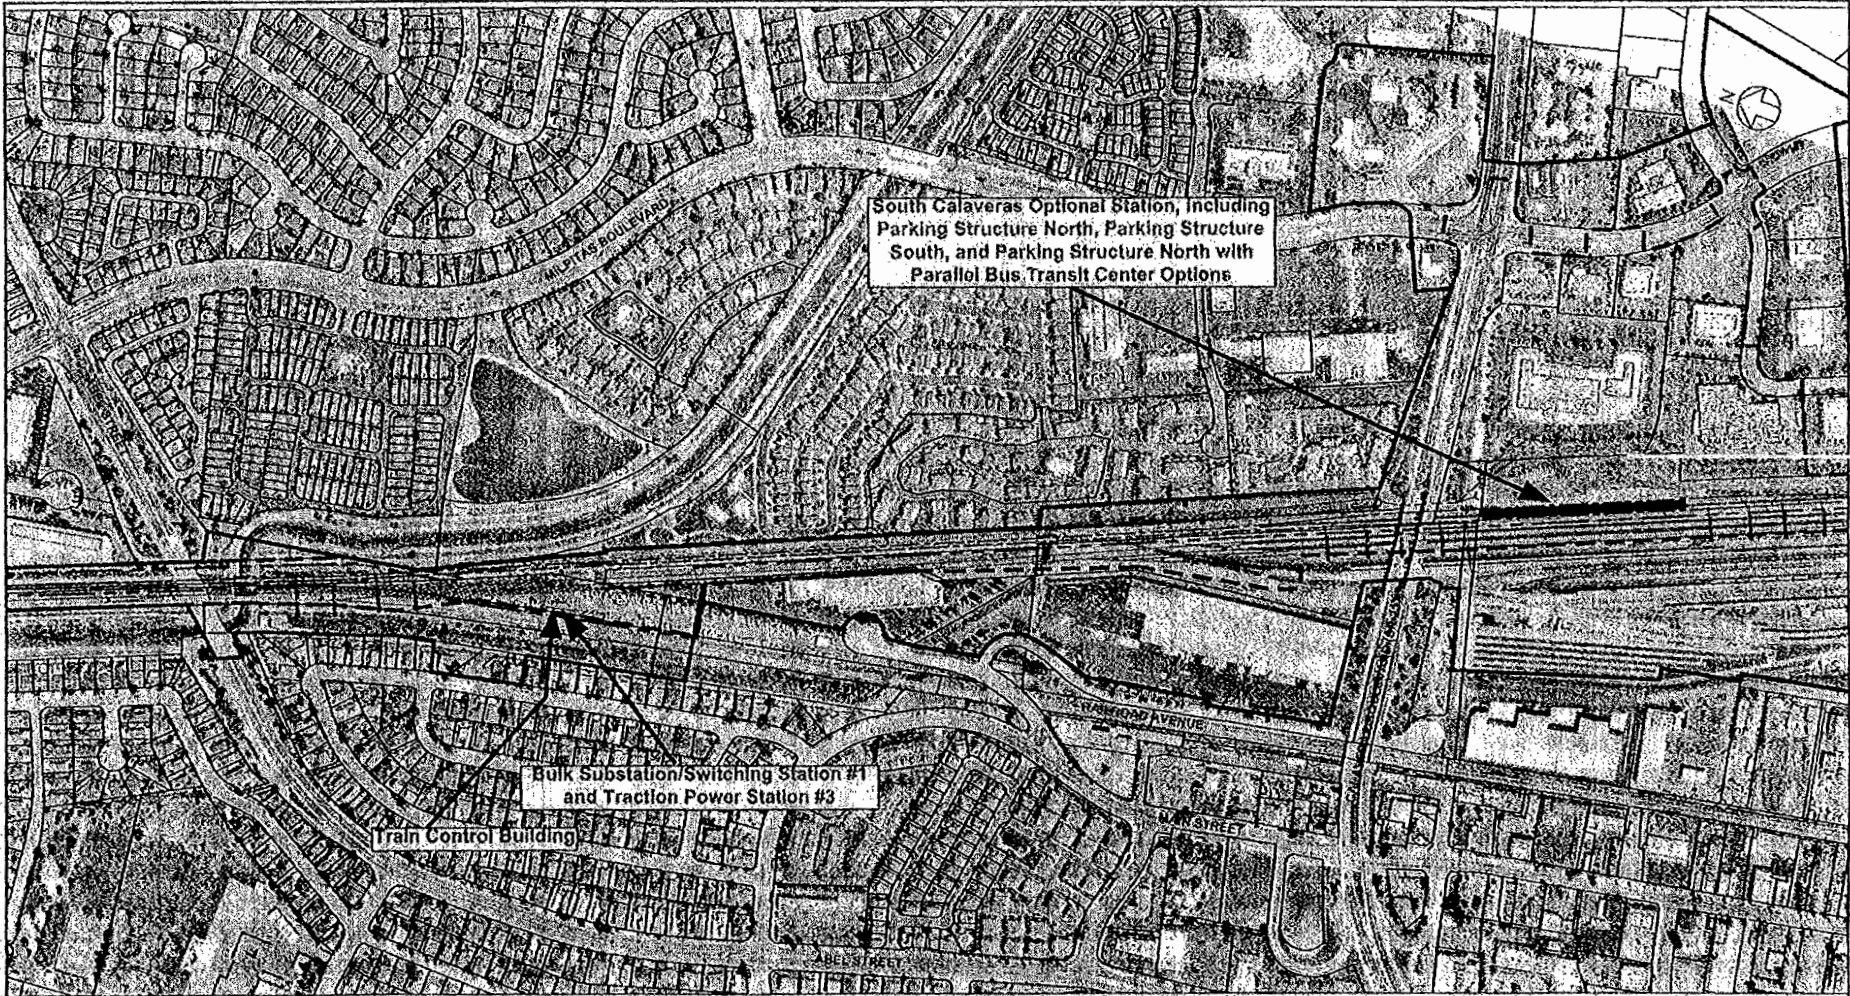 N
MILPITAS BOULEVARD
South Calaveras Optional Station, Including
Parking Structure North, Parking Structure
South, and Parking Structure North with
Parallel Bus Transit Center Options
RAILROAD AVENUE
Bulk Substation/Switching Station #1
and Traction Power Station #3
Train Control Building
MAIN STREET
ABEL STREET